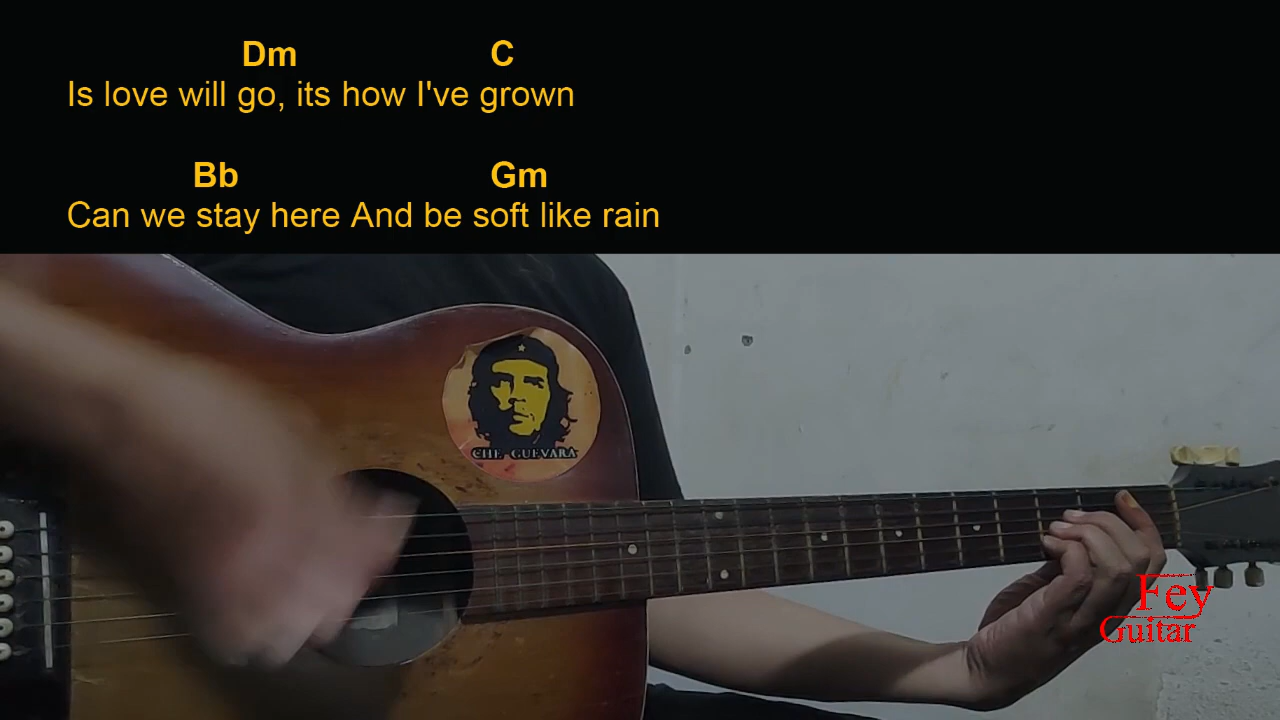 Dm C
Is love will go, its how I've grown
Bb Gm
Can we stay here And be soft like rain
CHE GUEVARA
Fey
Guitar